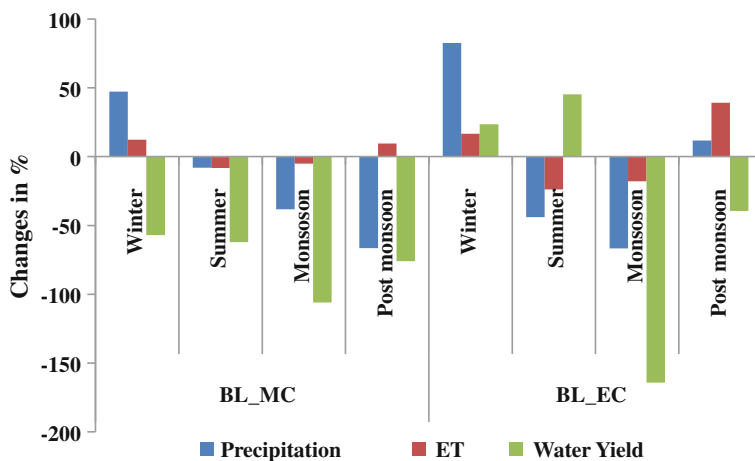 Changes in %
100
50
0
-50
-100
-150
-200
Winter
Summer
Monsoson
Post monsoon
Winter
Summer
Monsoson
Post monsoon
BL_MC
BL_EC
Precipitation
ET
Water Yield